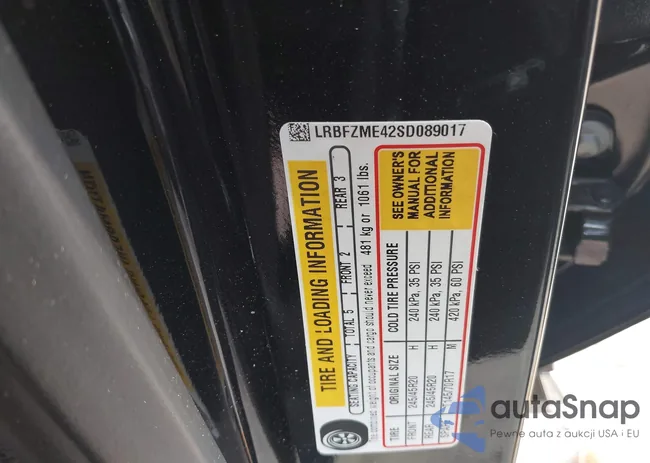 LRBFZME42SD089017
TIRE AND LOADING INFORMATION
SEATING CAPACITY TOTAL 5 FRONT 2 REAR 3
The combined weight of occupants and cargo should never exceed 481 kg or 1061 lbs.
TIRE ORIGINAL SIZE COLD TIRE PRESSURE
FRONT 245/45R20 H 240 kPa, 35 PSI
REAR 245/45R20 H 240 kPa, 35 PSI
M 420 kPa, 60 PSI
SEE OWNER'S
MANUAL FOR
ADDITIONAL
INFORMATION
autaSnap
Pewne auta z aukcji USA i EU